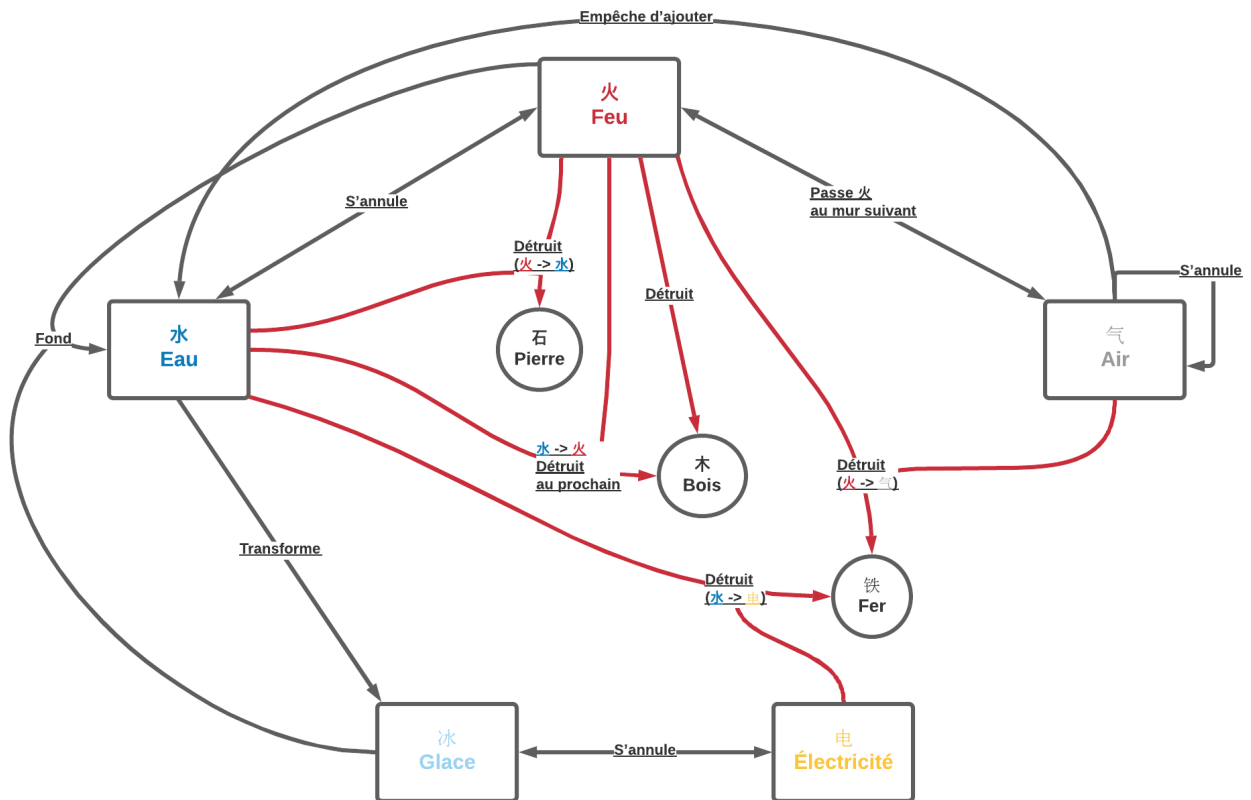 Empêche d'ajouter
火
Feu
S'annule
Passe 火
au mur suivant
S'annule
Détruit
(火 -> 水)
Détruit
水
Eau
Fond
石
Pierre
气
Air
水 -> 火
Détruit
au prochain
木
Bois
Détruit
(火 -> 气)
Transforme
Détruit
(水 -> 电)
铁
Fer
冰
Glace
S'annule
电
Électricité